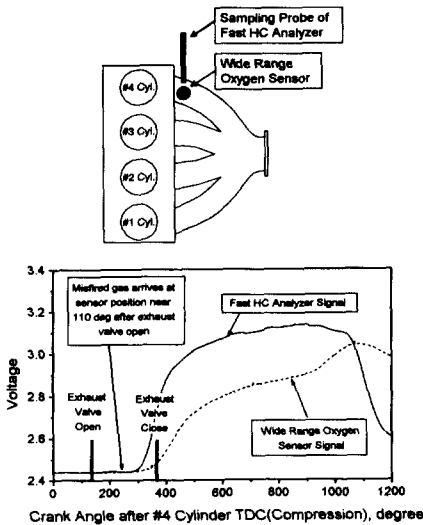 Sampling Probe of
Fast HC Analyzer
Wide Range
Oxygen Sensor
#4 Cyl.
#3 Cyl.
#2 Cyl.
#1 Cyl.
3.4
3.2
3.0
2.8
2.6
2.4
Voltage
Misfired gas arrives at
sensor position near
110 deg after exhaust
valve open
Fast HC Analyzer Signal
Exhaust
Valve
Open
Exhaust
Valve
Close
Wide Range Oxygen
Sensor Signal
0 200 400 600 800 1000 1200
Crank Angle after #4 Cylinder TDC(Compression), degree